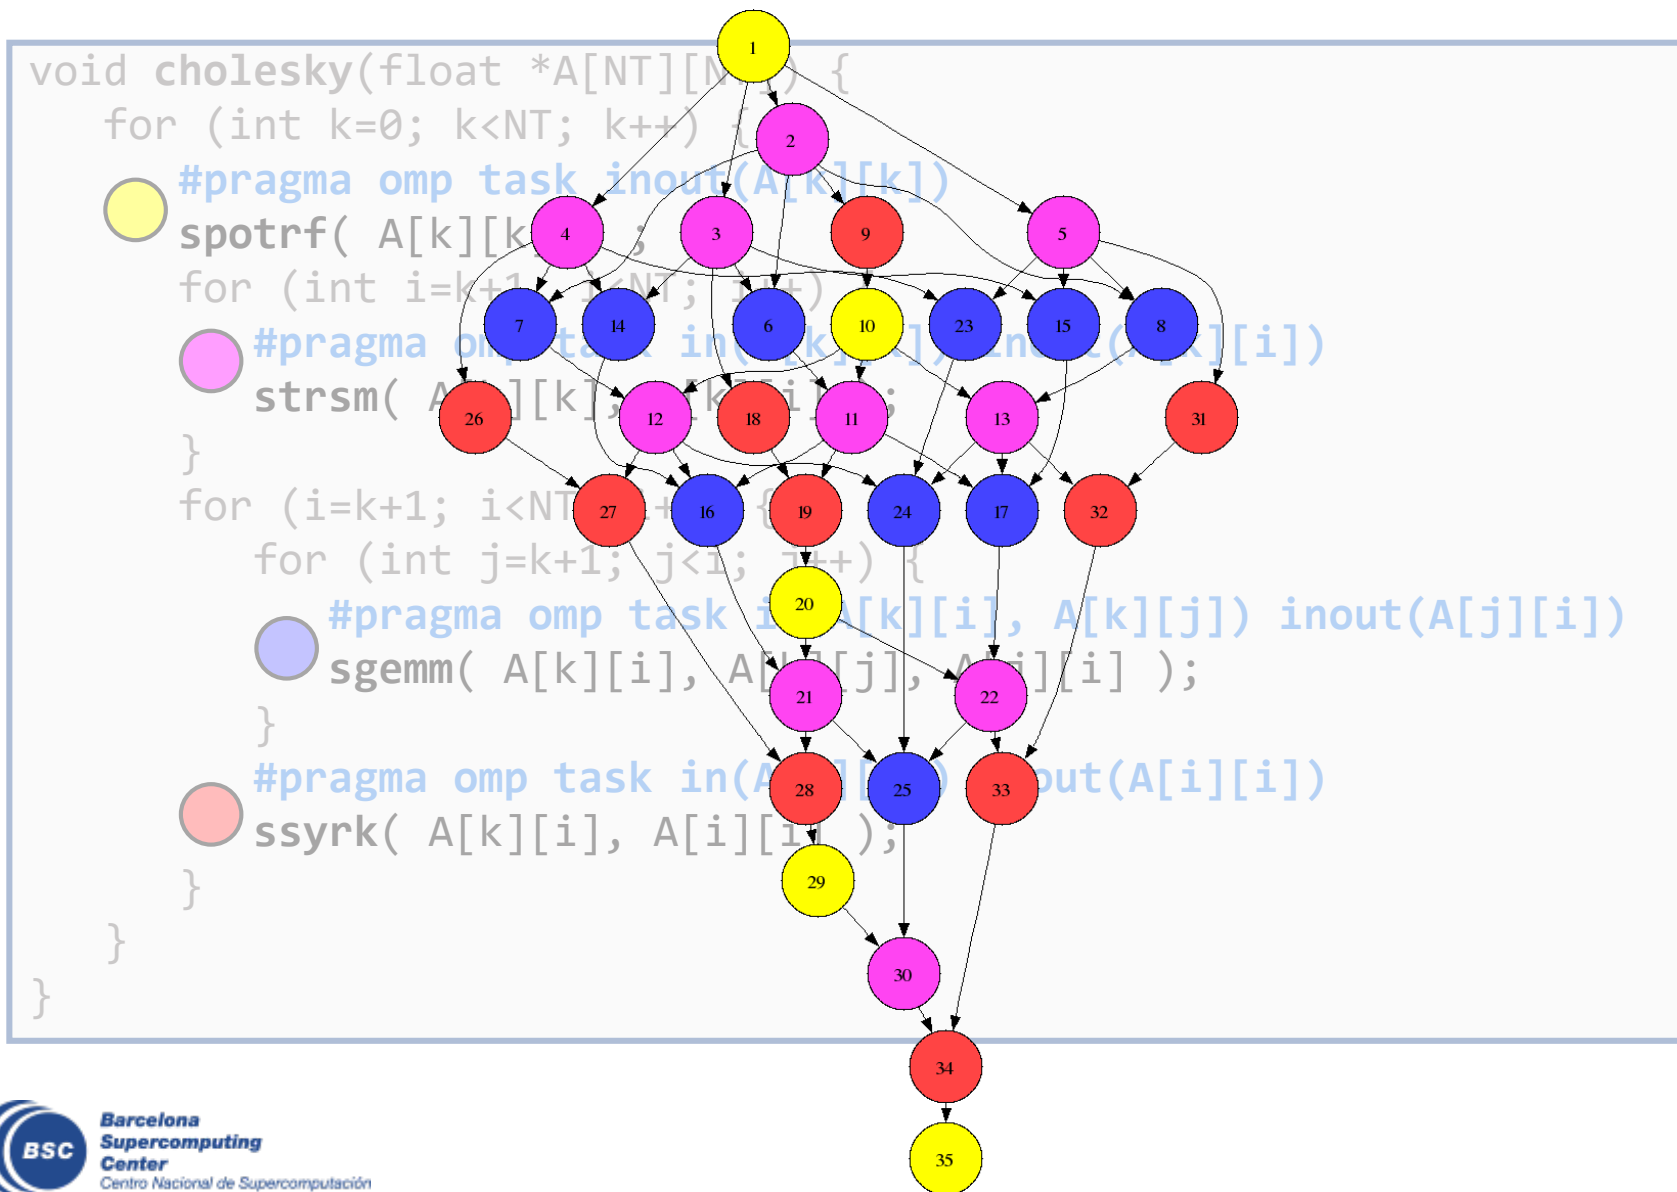 void cholesky(float *A[NT][N ) {
for (int k=0; k<NT; k++) {
#pragma omp task inout(A[k][k])
spotrf( A[k][k ;
for (int i=k+1; i<NT; i++)
#pragma omp task in(A[k][k]) inout(A[k][i])
strsm( A[k][k], A[k][i] );
}
for (i=k+1; i<NT; i++) {
for (int j=k+1; j<i; j++) {
#pragma omp task in(A[k][i], A[k][j]) inout(A[j][i])
sgemm( A[k][i], A[k][j], A[j][i] );
}
#pragma omp task in(A[k][i]) inout(A[i][i])
ssyrk( A[k][i], A[i][i] );
}
}
}
1
2
4
3
9
5
7
14
6
10
23
15
8
26
12
18
11
13
31
27
16
19
24
17
32
20
21
22
28
25
33
29
30
34
35
BSC
Barcelona
Supercomputing
Center
Centro Nacional de Supercomputación